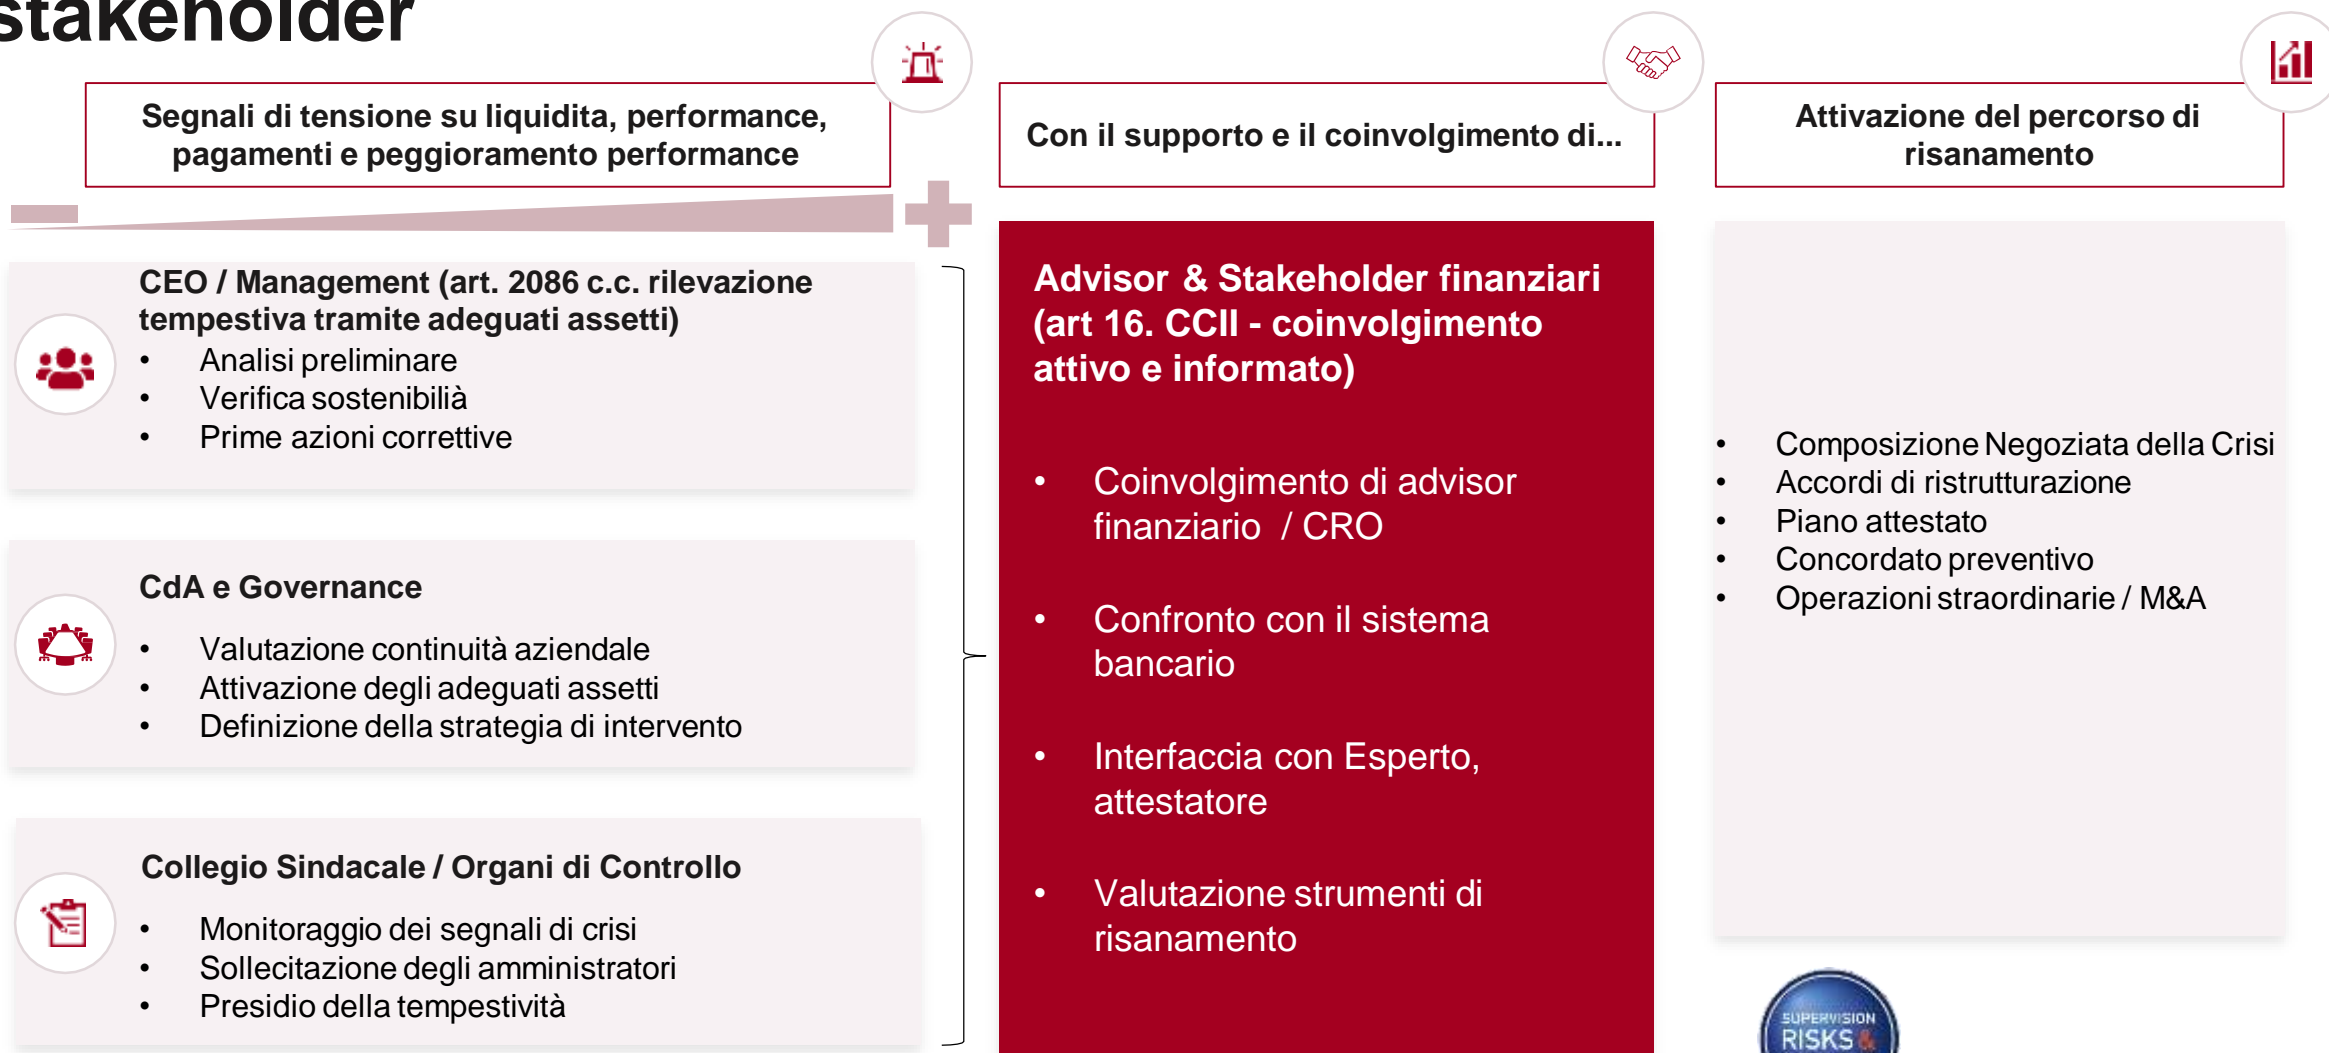 stakeholder
Segnali di tensione su liquidita, performance,
pagamenti e peggioramento performance
CEO / Management (art. 2086 c.c. rilevazione
tempestiva tramite adeguati assetti)
• Analisi preliminare
• Verifica sostenibilià
• Prime azioni correttive
CdA e Governance
• Valutazione continuità aziendale
• Attivazione degli adeguati assetti
• Definizione della strategia di intervento
Collegio Sindacale / Organi di Controllo
• Monitoraggio dei segnali di crisi
• Sollecitazione degli amministratori
• Presidio della tempestività
Con il supporto e il coinvolgimento di...
Advisor & Stakeholder finanziari
(art 16. CCII - coinvolgimento
attivo e informato)
• Coinvolgimento di advisor
finanziario / CRO
• Confronto con il sistema
bancario
• Interfaccia con Esperto,
attestatore
• Valutazione strumenti di
risanamento
Attivazione del percorso di
risanamento
• Composizione Negoziata della Crisi
• Accordi di ristrutturazione
• Piano attestato
• Concordato preventivo
• Operazioni straordinarie / M&A
SUPERVISION
RISKS &